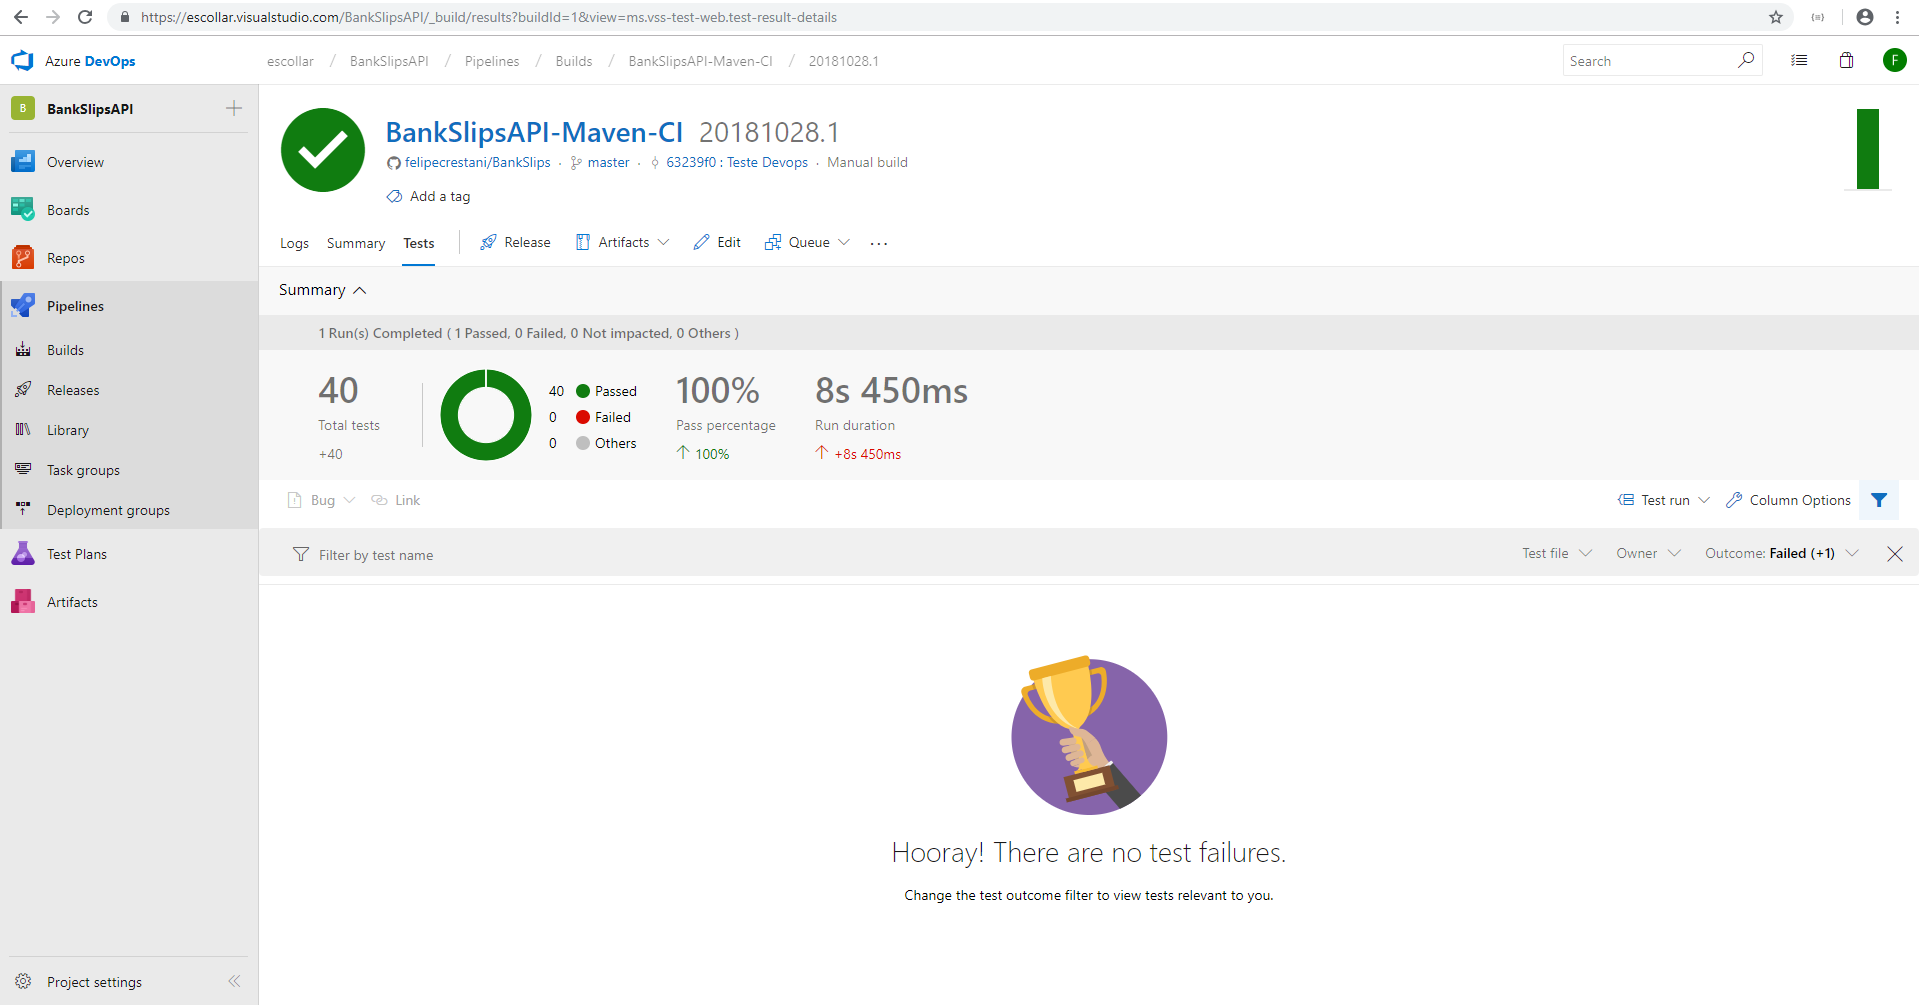 https://escollar.visualstudio.com/BankSlipsAPI/_build/results?buildId=1&view=ms.vss-test-web.test-result-details
Azure DevOps
escollar / BankSlipsAPI / Pipelines / Builds / BankSlipsAPI-Maven-CI / 20181028.1
Search
F
B BankSlipsAPI
Overview
Boards
Repos
Pipelines
Builds
Releases
Library
Task groups
Deployment groups
Test Plans
Artifacts
Project settings
BankSlipsAPI-Maven-CI 20181028.1
felipecrestani/BankSlips · master · 63239f0 : Teste Devops · Manual build
Add a tag
Logs Summary Tests Release Artifacts Edit Queue ...
Summary
1 Run(s) Completed ( 1 Passed, 0 Failed, 0 Not impacted, 0 Others )
40
Total tests
+40
40 Passed
0 Failed
0 Others
100%
Pass percentage
100%
8s 450ms
Run duration
+8s 450ms
Bug Link
Test run Column Options
Filter by test name
Test file Owner Outcome: Failed (+1)
Hooray! There are no test failures.
Change the test outcome filter to view tests relevant to you.